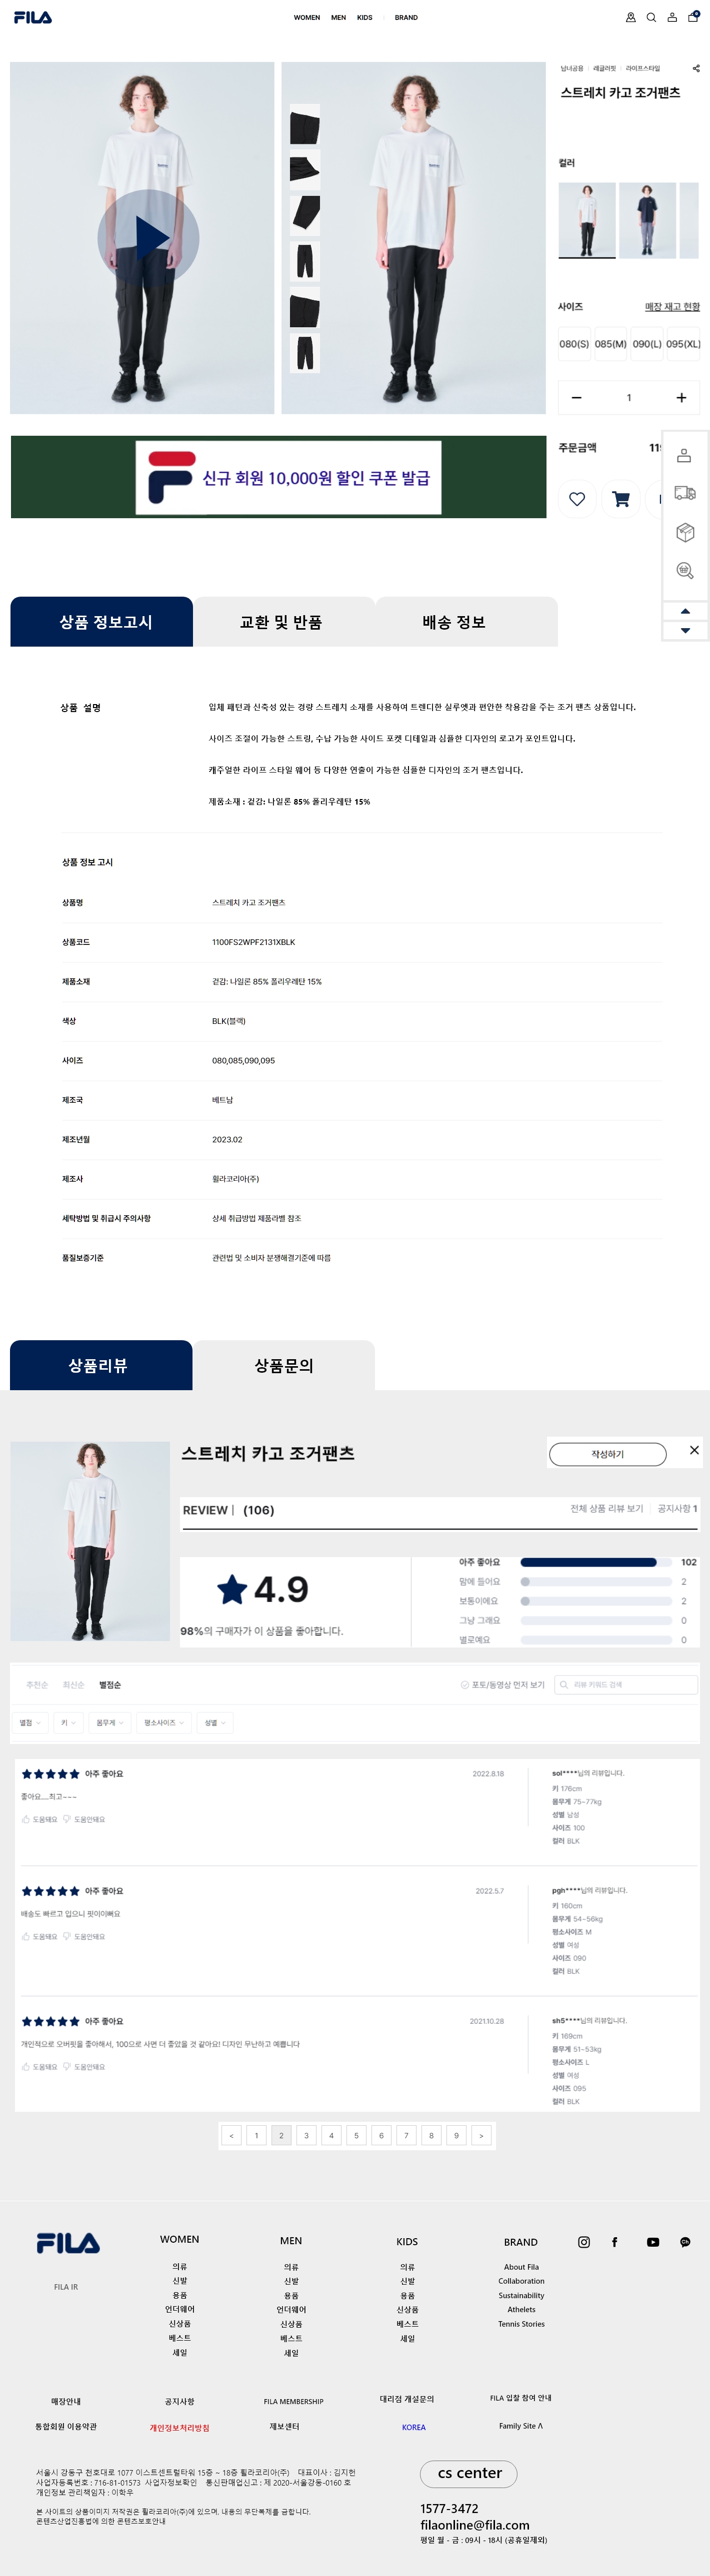 FILA
WOMEN MEN KIDS BRAND
0
남녀공용 래글러핏 라이프스타일
스트레치 카고 조거팬츠
컬러
사이즈 매장 재고 현황
080(S) 085(M) 090(L) 095(XL)
1
주문금액
신규 회원 10,000원 할인 쿠폰 발급
상품 정보고시 교환 및 반품 배송 정보
상품 설명
입체 패턴과 신축성 있는 경량 스트레치 소재를 사용하여 트렌디한 실루엣과 편안한 착용감을 주는 조거 팬츠 상품입니다.
사이즈 조절이 가능한 스트링, 수납 가능한 사이드 포켓 디테일과 심플한 디자인의 로고가 포인트입니다.
캐주얼한 라이프 스타일 웨어 등 다양한 연출이 가능한 심플한 디자인의 조거 팬츠입니다.
제품소재 : 겉감: 나일론 85% 폴리우레탄 15%
상품 정보 고시
상품명 스트레치 카고 조거팬츠
상품코드 1100FS2WPF2131XBLK
제품소재 겉감: 나일론 85% 폴리우레탄 15%
색상 BLK(블랙)
사이즈 080,085,090,095
제조국 베트남
제조년월 2023.02
제조사 휠라코리아(주)
세탁방법 및 취급시 주의사항 상세 취급방법 제품라벨 참조
품질보증기준 관련법 및 소비자 분쟁해결기준에 따름
상품리뷰 상품문의
스트레치 카고 조거팬츠
작성하기
REVIEW (106)
전체 상품 리뷰 보기 공지사항 1
4.9
98%의 구매자가 이 상품을 좋아합니다.
아주 좋아요 102
맘에 들어요 2
보통이에요 2
그냥 그래요 0
별로예요 0
추천순 최신순 별점순
포토/동영상 먼저 보기 리뷰 키워드 검색
별점 키 몸무게 평소사이즈 성별
아주 좋아요 2022.8.18
좋아요....최고~~~
도움돼요 도움안돼요
sol****님의 리뷰입니다.
키 176cm
몸무게 75~77kg
성별 남성
사이즈 100
컬러 BLK
아주 좋아요 2022.5.7
배송도 빠르고 입으니 핏이이뻐요
도움돼요 도움안돼요
pgh****님의 리뷰입니다.
키 160cm
몸무게 54~56kg
평소사이즈 M
성별 여성
사이즈 090
컬러 BLK
아주 좋아요 2021.10.28
개인적으로 오버핏을 좋아해서, 100으로 사면 더 좋았을 것 같아요! 디자인 무난하고 예쁩니다
도움돼요 도움안돼요
sh5****님의 리뷰입니다.
키 169cm
몸무게 51~53kg
평소사이즈 L
성별 여성
사이즈 095
컬러 BLK
< 1 2 3 4 5 6 7 8 9 >
FILA
FILA IR
WOMEN
의류
신발
용품
언더웨어
신상품
베스트
세일
MEN
의류
신발
용품
언더웨어
신상품
베스트
세일
KIDS
의류
신발
용품
신상품
베스트
세일
BRAND
About Fila
Collaboration
Sustainability
Athelets
Tennis Stories
매장안내 공지사항 FILA MEMBERSHIP 대리점 개설문의 FILA 입찰 참여 안내
통합회원 이용약관 개인정보처리방침 제보센터 KOREA Family Site Λ
서울시 강동구 천호대로 1077 이스트센트럴타워 15층 ~ 18층 휠라코리아(주) 대표이사 : 김지헌
사업자등록번호 : 716-81-01573 사업자정보확인 통신판매업신고 : 제 2020-서울강동-0160 호
개인정보 관리책임자 : 이학우
본 사이트의 상품이미지 저작권은 휠라코리아(주)에 있으며, 내용의 무단복제를 금합니다.
콘텐츠산업진흥법에 의한 콘텐츠보호안내
cs center
1577-3472
filaonline@fila.com
평일 월 - 금 : 09시 - 18시 (공휴일제외)